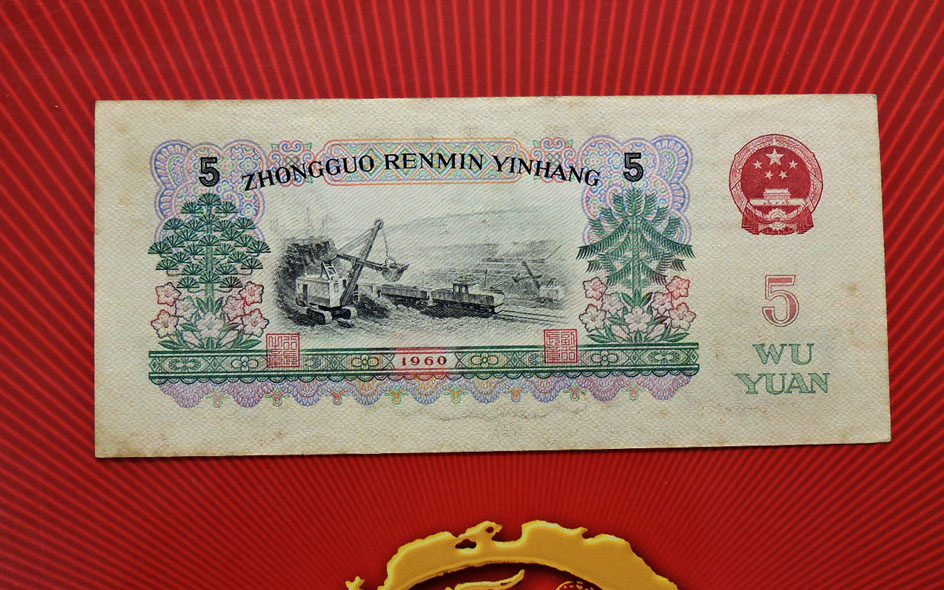 5 ZHONGGUO RENMIN YINHANG 5
5
WU
YUAN
1960